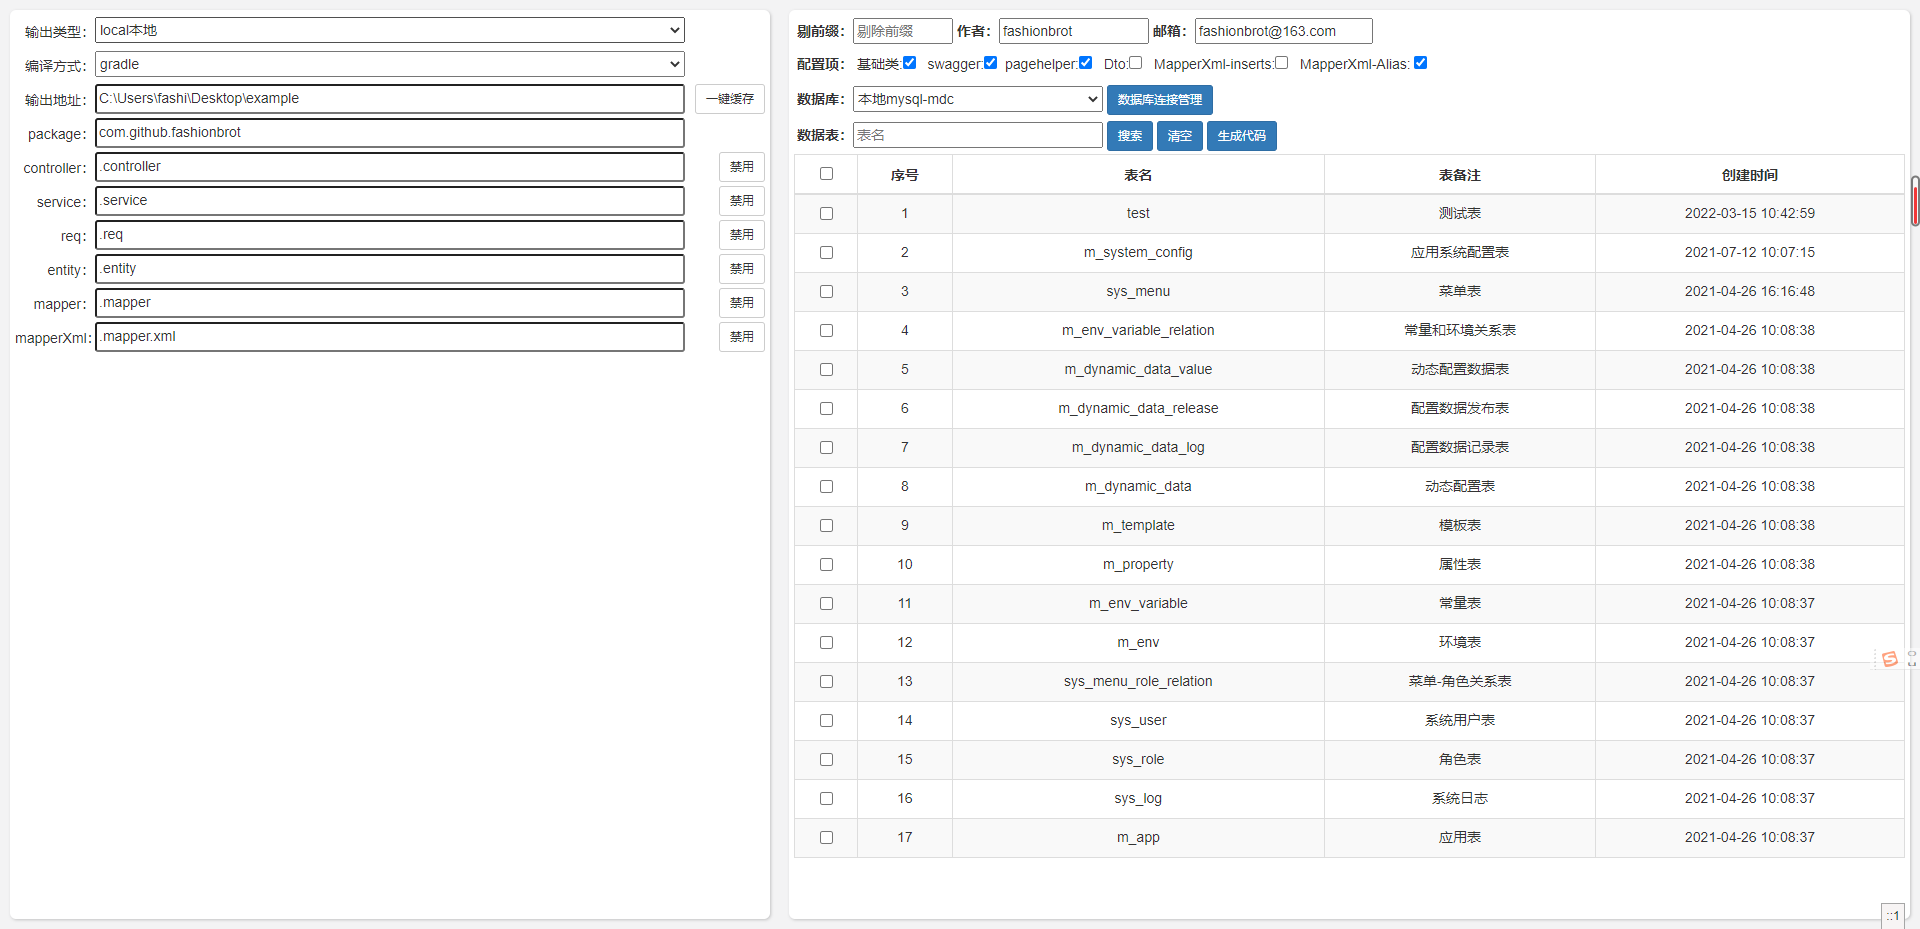 输出类型： local本地
编译方式： gradle
输出地址： C:\Users\fashi\Desktop\example 一键缓存
package： com.github.fashionbrot
controller： .controller 禁用
service： .service 禁用
req： .req 禁用
entity： .entity 禁用
mapper： .mapper 禁用
mapperXml： .mapper.xml 禁用
剔前缀： 剔除前缀 作者： fashionbrot 邮箱： fashionbrot@163.com
配置项： 基础类: swagger: pagehelper: Dto: MapperXml-inserts: MapperXml-Alias:
数据库： 本地mysql-mdc 数据库连接管理
数据表： 表名 搜索 清空 生成代码
序号 表名 表备注 创建时间
1 test 测试表 2022-03-15 10:42:59
2 m_system_config 应用系统配置表 2021-07-12 10:07:15
3 sys_menu 菜单表 2021-04-26 16:16:48
4 m_env_variable_relation 常量和环境关系表 2021-04-26 10:08:38
5 m_dynamic_data_value 动态配置数据表 2021-04-26 10:08:38
6 m_dynamic_data_release 配置数据发布表 2021-04-26 10:08:38
7 m_dynamic_data_log 配置数据记录表 2021-04-26 10:08:38
8 m_dynamic_data 动态配置表 2021-04-26 10:08:38
9 m_template 模板表 2021-04-26 10:08:38
10 m_property 属性表 2021-04-26 10:08:38
11 m_env_variable 常量表 2021-04-26 10:08:37
12 m_env 环境表 2021-04-26 10:08:37
13 sys_menu_role_relation 菜单-角色关系表 2021-04-26 10:08:37
14 sys_user 系统用户表 2021-04-26 10:08:37
15 sys_role 角色表 2021-04-26 10:08:37
16 sys_log 系统日志 2021-04-26 10:08:37
17 m_app 应用表 2021-04-26 10:08:37
::1